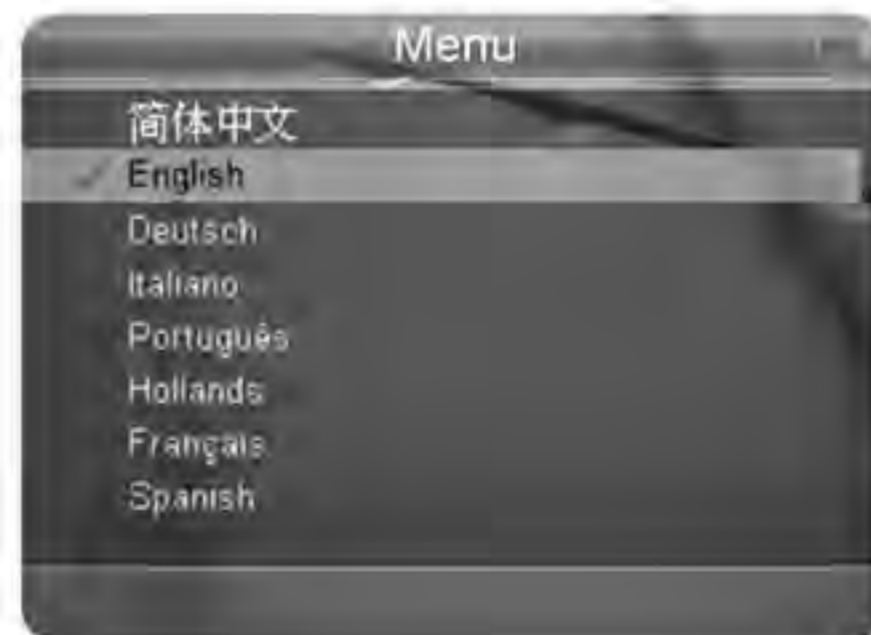 Menu
简体中文
English
Deutsch
Italiano
Português
Hollands
Français
Spanish